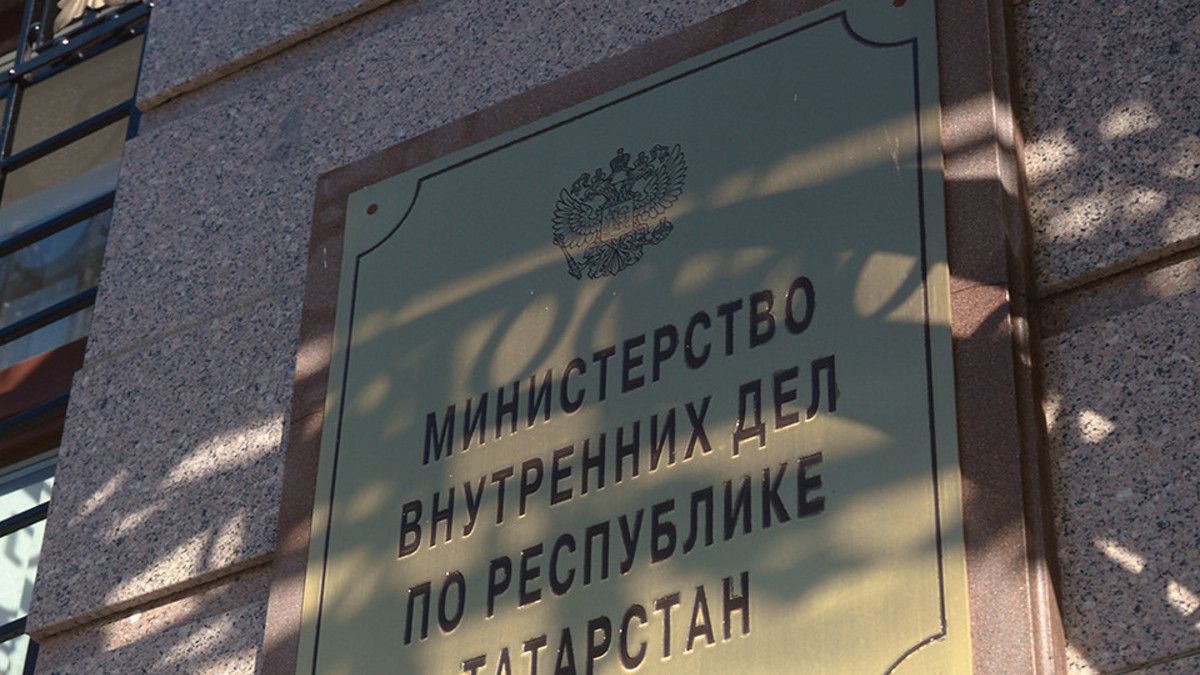 МИНИСТЕРСТВО
ВНУТРЕННИХ ДЕЛ
ПО РЕСПУБЛИКЕ
ТАТАРСТАН